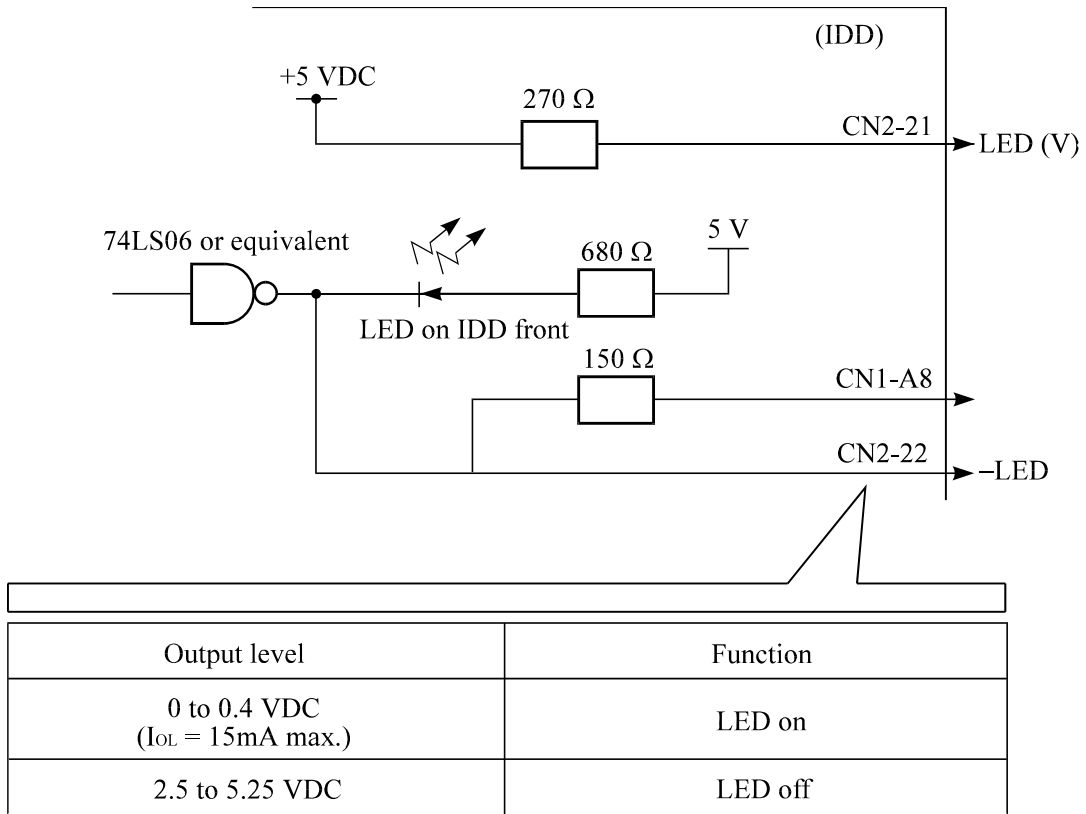 (IDD)
+5 VDC
270 Ω
CN2-21
LED (V)
74LS06 or equivalent
680 Ω
5 V
LED on IDD front
150 Ω
CN1-A8
CN2-22
–LED
Output level Function
0 to 0.4 VDC
(IOL = 15mA max.)
LED on
2.5 to 5.25 VDC LED off